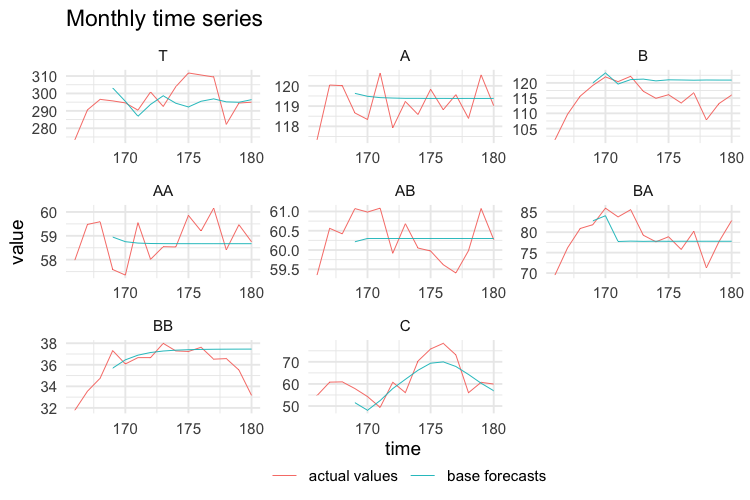 Monthly time series
T A B
310 300 290 280
120 119 118
120 115 110 105
170 175 180 170 175 180 170 175 180
AA AB BA
60 59 58
61.0 60.5 60.0 59.5
85 80 75 70
170 175 180 170 175 180 170 175 180
BB C
38 36 34 32
70 60 50
170 175 180 170 175 180
value
time
actual values base forecasts